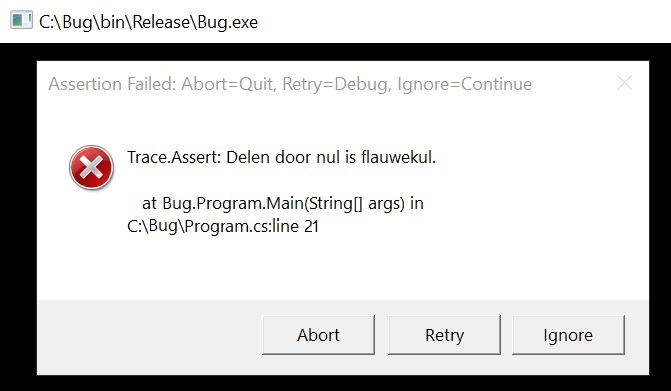 C:\Bug\bin\Release\Bug.exe
Assertion Failed: Abort=Quit, Retry=Debug, Ignore=Continue
Trace.Assert: Delen door nul is flauwekul.
at Bug.Program.Main(String[] args) in
C:\Bug\Program.cs:line 21
Abort Retry Ignore